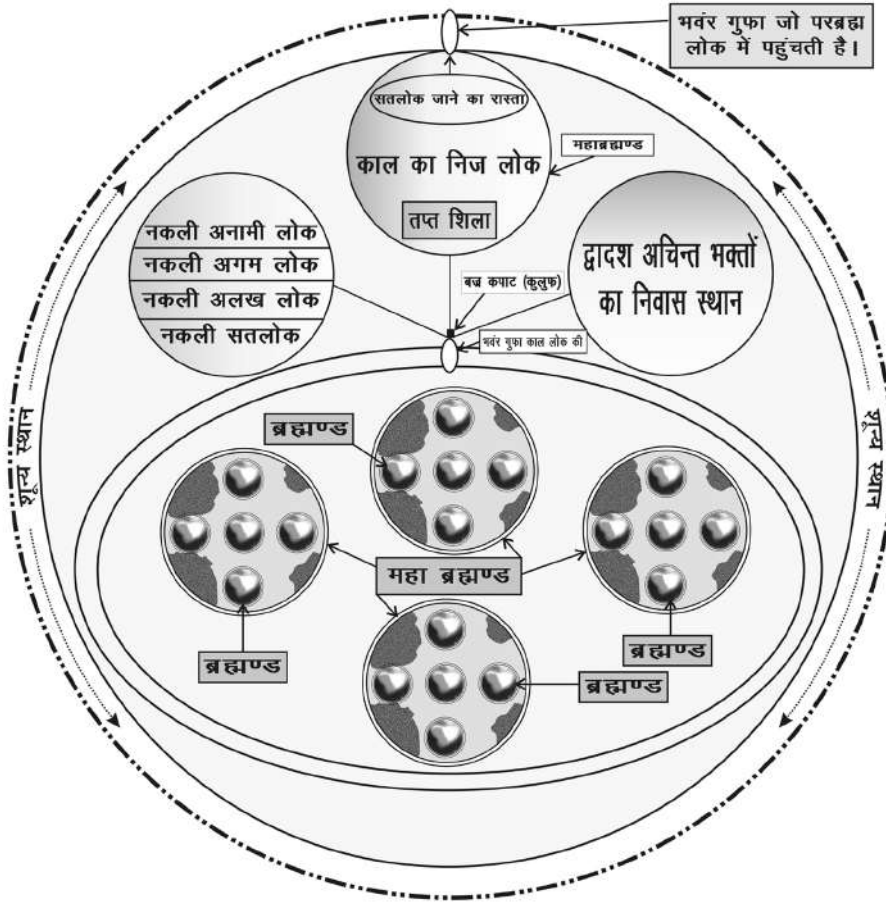 भवंर गुफा जो परब्रह्म
लोक में पहुंचती है।
सतलोक जाने का रास्ता
काल का निज लोक
महाब्रह्मण्ड
तप्त शिला
नकली अनामी लोक
नकली अगम लोक
नकली अलख लोक
नकली सतलोक
द्वादश अचिन्त भक्तों
का निवास स्थान
बज्र कपाट (कुलुफ)
भवंर गुफा काल लोक की
शून्य स्थान
शून्य स्थान
ब्रह्मण्ड
महा ब्रह्मण्ड
ब्रह्मण्ड
ब्रह्मण्ड
ब्रह्मण्ड